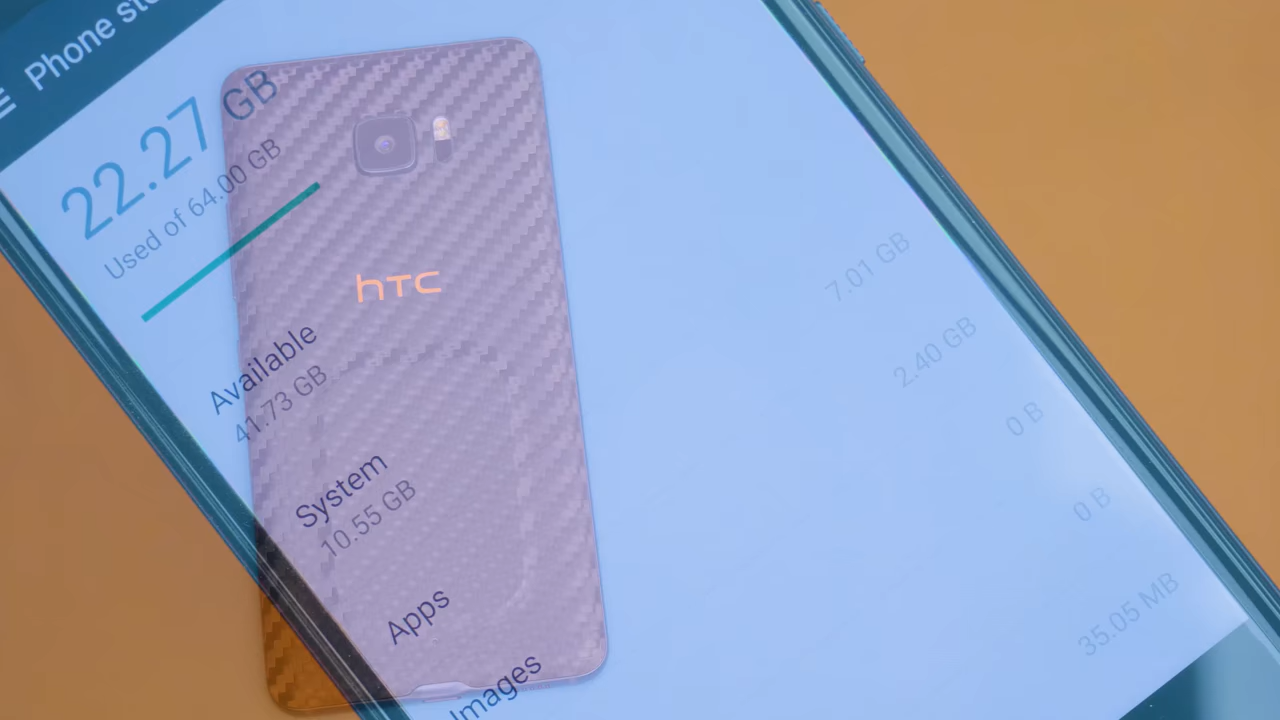 Phone sto
22.27 GB
Used of 64.00 GB
hTC
Available
41.73 GB
System
10.55 GB
7.01 GB
Apps
2.40 GB
Images
0 B
0 B
35.05 MB